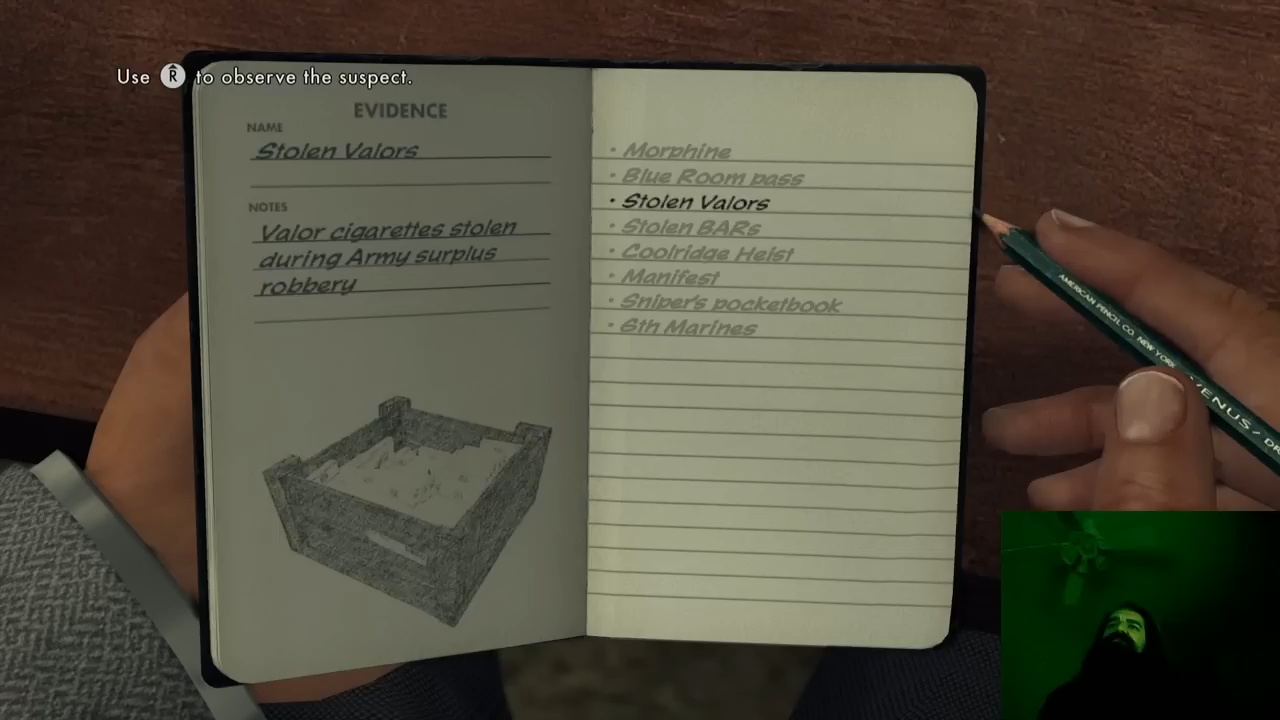 Use R to observe the suspect.
EVIDENCE
NAME
Stolen Valors
NOTES
Valor cigarettes stolen
during Army surplus
robbery
• Morphine
• Blue Room pass
• Stolen Valors
• Stolen BARs
• Coolridge Heist
• Manifest
• Sniper's pocketbook
• 6th Marines
AMERICAN PENCIL CO. NEW YORK
VENUS